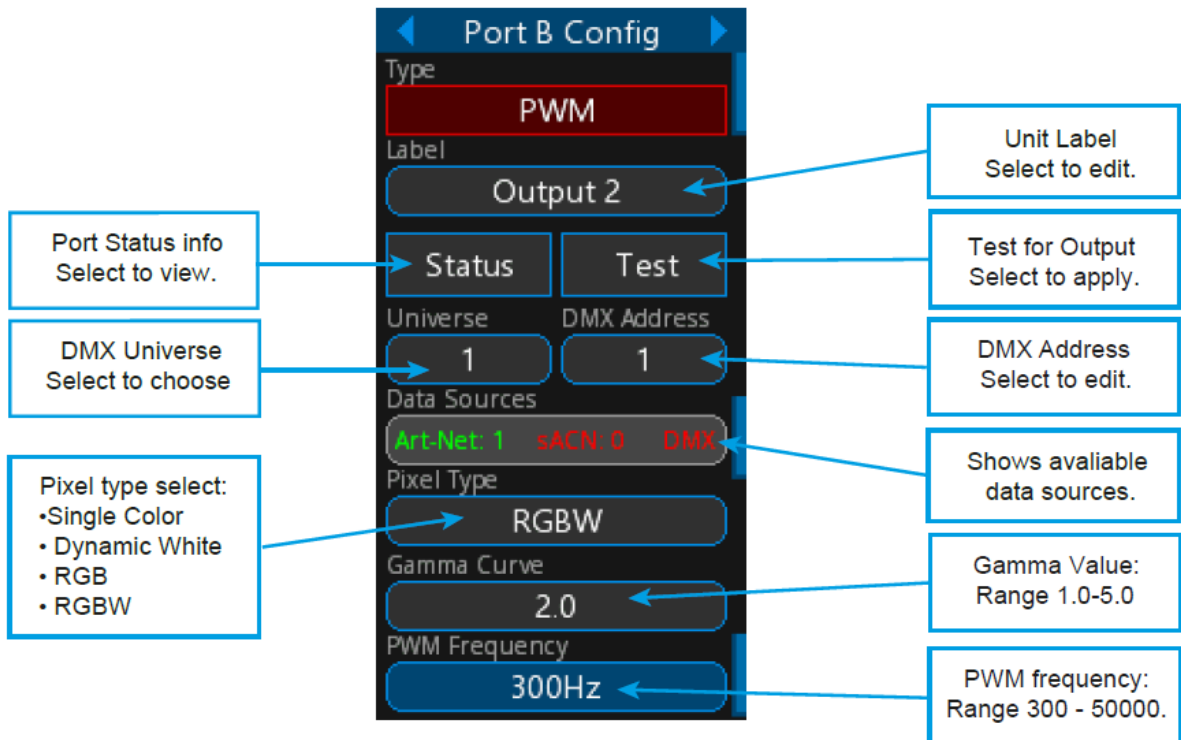 Port B Config
Type
PWM
Label
Output 2
Status
Test
Universe
DMX Address
1
1
Data Sources
Art-Net: 1 sACN: 0 DMX
Pixel Type
RGBW
Gamma Curve
2.0
PWM Frequency
300Hz
Port Status info
Select to view.
DMX Universe
Select to choose
Pixel type select:
•Single Color
• Dynamic White
• RGB
• RGBW
Unit Label
Select to edit.
Test for Output
Select to apply.
DMX Address
Select to edit.
Shows avaliable
data sources.
Gamma Value:
Range 1.0-5.0
PWM frequency:
Range 300 - 50000.